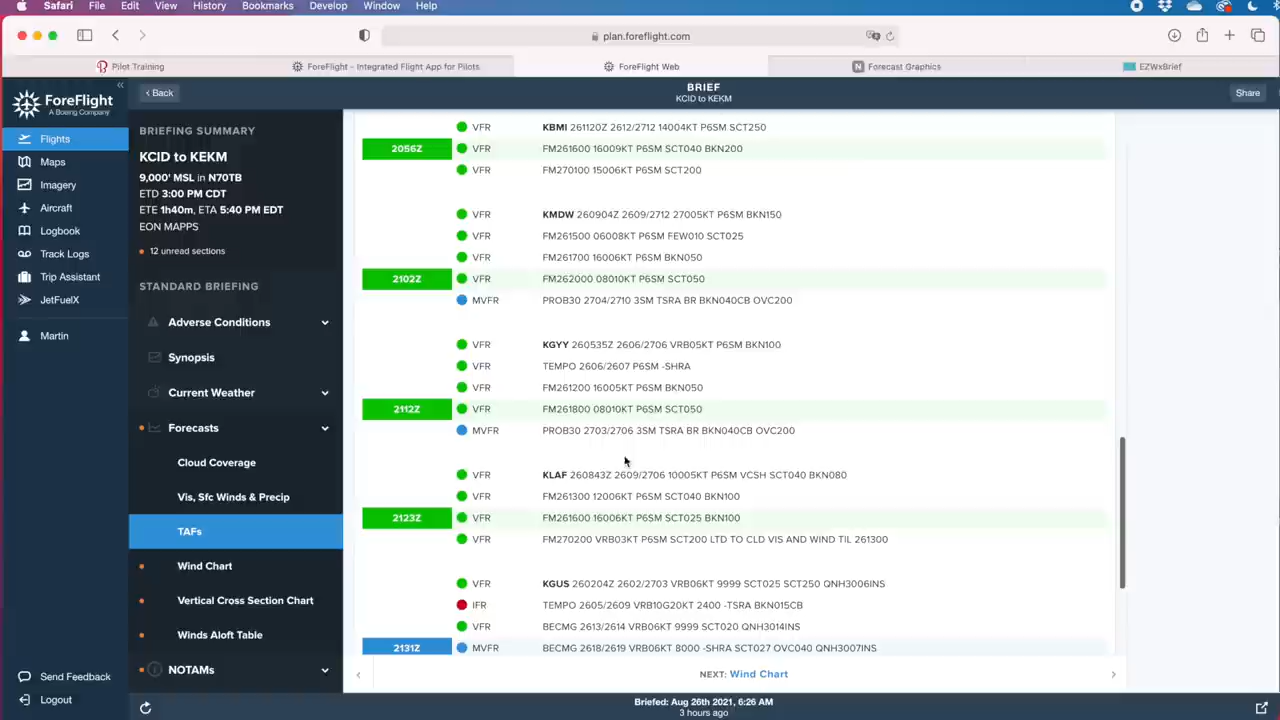 Safari File Edit View History Bookmarks Develop Window Help
plan.foreflight.com
Pilot Training
ForeFlight - Integrated Flight App for Pilots
ForeFlight Web
Forecast Graphics
EZWxBrief
ForeFlight
A Boeing Company
Flights
Maps
Imagery
Aircraft
Logbook
Track Logs
Trip Assistant
JetFuelX
Martin
Send Feedback
Logout
< Back
BRIEF
KCID to KEKM
Share
BRIEFING SUMMARY
KCID to KEKM
9,000' MSL in N70TB
ETD 3:00 PM CDT
ETE 1h40m, ETA 5:40 PM EDT
EON MAPPS
12 unread sections
STANDARD BRIEFING
Adverse Conditions
Synopsis
Current Weather
Forecasts
Cloud Coverage
Vis, Sfc Winds & Precip
TAFs
Wind Chart
Vertical Cross Section Chart
Winds Aloft Table
NOTAMs
VFR KBMI 261120Z 2612/2712 14004KT P6SM SCT250
2056Z VFR FM261600 16009KT P6SM SCT040 BKN200
VFR FM270100 15006KT P6SM SCT200
VFR KMDW 260904Z 2609/2712 27005KT P6SM BKN150
VFR FM261500 06008KT P6SM FEW010 SCT025
VFR FM261700 16006KT P6SM BKN050
2102Z VFR FM262000 08010KT P6SM SCT050
MVFR PROB30 2704/2710 3SM TSRA BR BKN040CB OVC200
VFR KGYY 260535Z 2606/2706 VRB05KT P6SM BKN100
VFR TEMPO 2606/2607 P6SM -SHRA
VFR FM261200 16005KT P6SM BKN050
2112Z VFR FM261800 08010KT P6SM SCT050
MVFR PROB30 2703/2706 3SM TSRA BR BKN040CB OVC200
VFR KLAF 260843Z 2609/2706 10005KT P6SM VCSH SCT040 BKN080
VFR FM261300 12006KT P6SM SCT040 BKN100
2123Z VFR FM261600 16006KT P6SM SCT025 BKN100
VFR FM270200 VRB03KT P6SM SCT200 LTD TO CLD VIS AND WIND TIL 261300
VFR KGUS 260204Z 2602/2703 VRB06KT 9999 SCT025 SCT250 QNH3006INS
IFR TEMPO 2605/2609 VRB10G20KT 2400 -TSRA BKN015CB
VFR BECMG 2613/2614 VRB06KT 9999 SCT020 QNH3014INS
2131Z MVFR BECMG 2618/2619 VRB06KT 8000 -SHRA SCT027 OVC040 QNH3007INS
NEXT: Wind Chart
Briefed: Aug 26th 2021, 6:26 AM
3 hours ago